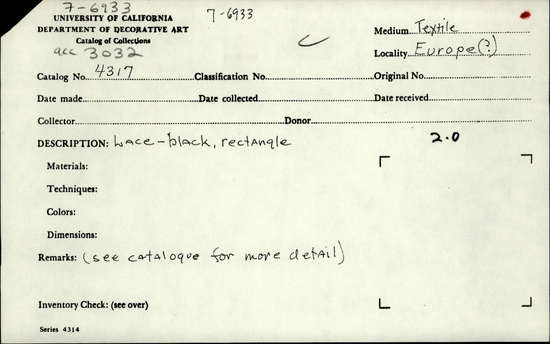 7-6933
7-6933
UNIVERSITY OF CALIFORNIA
DEPARTMENT OF DECORATIVE ART
Catalog of Collections
acc 3032
Medium Textile
Locality Europe(?)
Catalog No. 4317 Classification No. Original No.
Date made Date collected Date received
Collector Donor
DESCRIPTION: Lace-black, rectangle 2.0
Materials:
Techniques:
Colors:
Dimensions:
Remarks: (see catalogue for more detail)
Inventory Check: (see over)
Series 4314